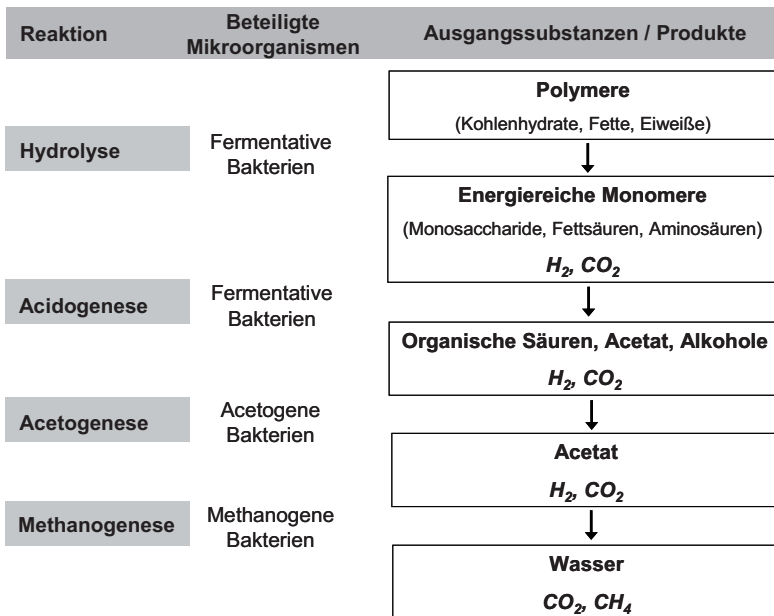 Reaktion
Beteiligte
Mikroorganismen
Ausgangssubstanzen / Produkte
Polymere
(Kohlenhydrate, Fette, Eiweiße)
Hydrolyse
Fermentative
Bakterien
Energiereiche Monomere
(Monosaccharide, Fettsäuren, Aminosäuren)
H₂, CO₂
Acidogenese
Fermentative
Bakterien
Organische Säuren, Acetat, Alkohole
H₂, CO₂
Acetogenese
Acetogene
Bakterien
Acetat
H₂, CO₂
Methanogenese
Methanogene
Bakterien
Wasser
CO₂, CH₄